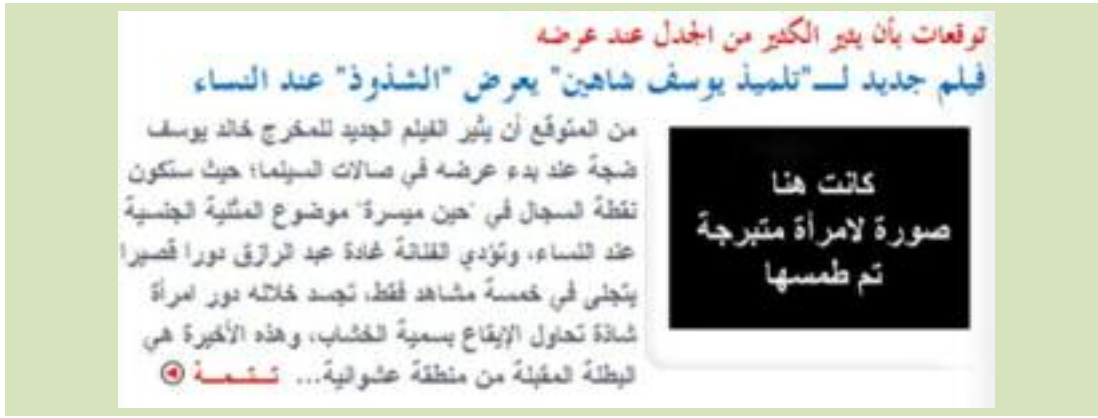 توقعات بأن يثير الكثير من الجدل عند عرضه
فيلم جديد لـــ"تلميذ يوسف شاهين" يعرض "الشذوذ" عند النساء
من المتوقع أن يثير الفيلم الجديد للمخرج خالد يوسف
ضجة عند بدء عرضه في صالات السينما؛ حيث ستكون
نقطة السجال في "حين ميسرة" موضوع المثلية الجنسية
عند النساء، وتؤدي الفنانة غادة عبد الرازق دورا قصيرا
يتجلى في خمسة مشاهد فقط، تجسد خلاله دور امرأة
شاذة تحاول الإيقاع بسمية الخشاب، وهذه الأخيرة هي
البطلة المقبلة من منطقة عشوائية... تـتـمـــة
كانت هنا
صورة لامرأة متبرجة
تم طمسها